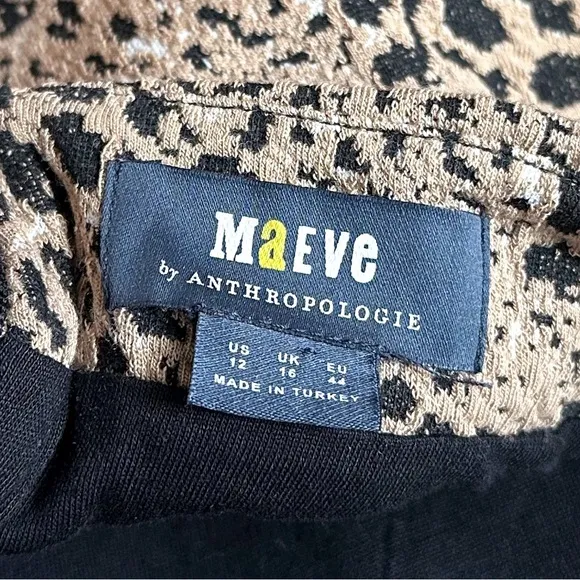 MaEVe
by ANTHROPOLOGIE
US UK EU
12 16 44
MADE IN TURKEY